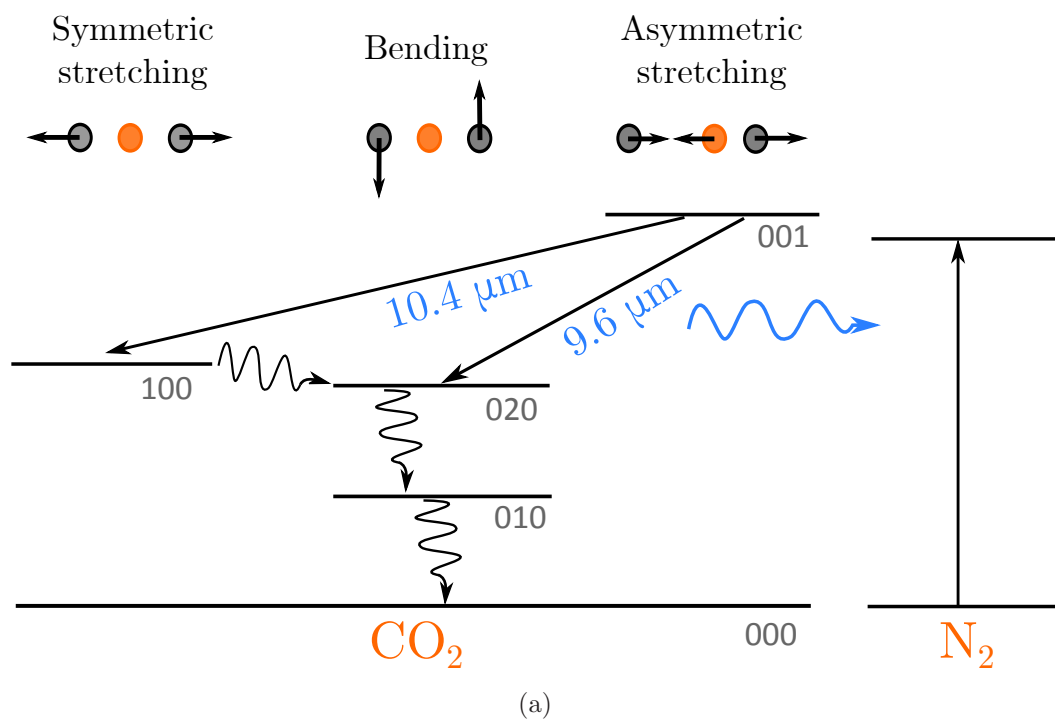 Symmetric
stretching
Bending
Asymmetric
stretching
001
10.4 μm
9.6 μm
100
020
010
000
CO₂
N₂
(a)